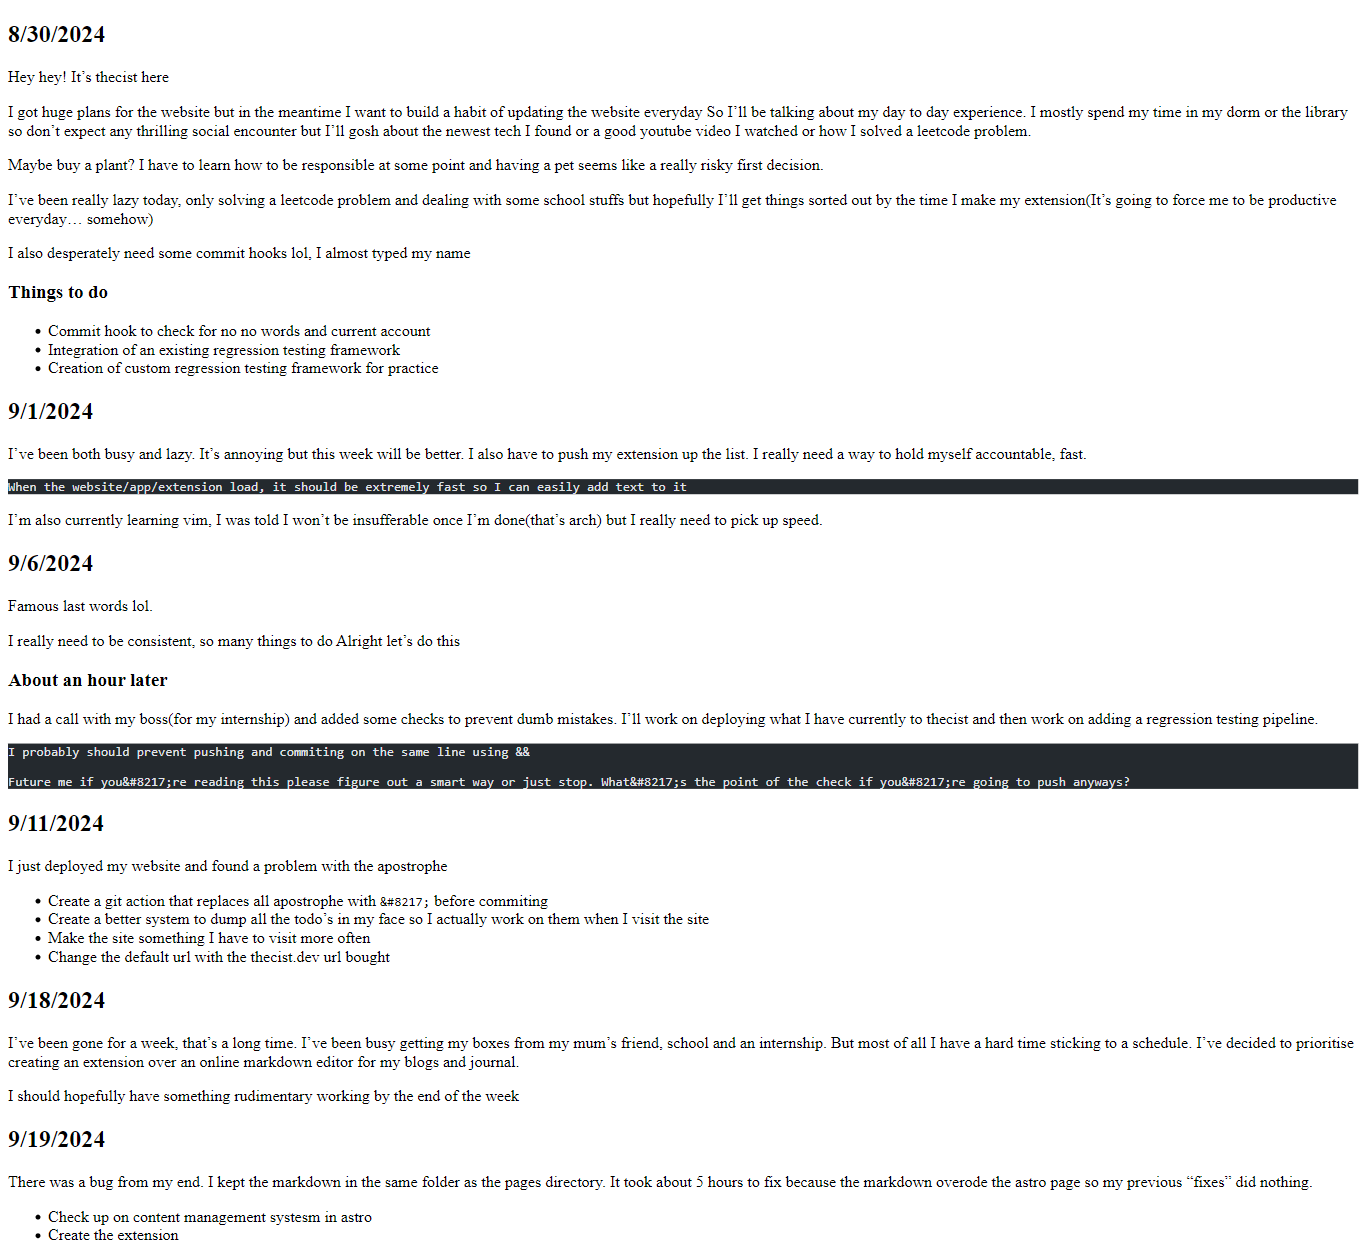 8/30/2024
Hey hey! It’s thecist here
I got huge plans for the website but in the meantime I want to build a habit of updating the website everyday So I’ll be talking about my day to day experience. I mostly spend my time in my dorm or the library
so don’t expect any thrilling social encounter but I’ll gosh about the newest tech I found or a good youtube video I watched or how I solved a leetcode problem.
Maybe buy a plant? I have to learn how to be responsible at some point and having a pet seems like a really risky first decision.
I’ve been really lazy today, only solving a leetcode problem and dealing with some school stuffs but hopefully I’ll get things sorted out by the time I make my extension(It’s going to force me to be productive
everyday… somehow)
I also desperately need some commit hooks lol, I almost typed my name
Things to do
• Commit hook to check for no no words and current account
• Integration of an existing regression testing framework
• Creation of custom regression testing framework for practice
9/1/2024
I’ve been both busy and lazy. It’s annoying but this week will be better. I also have to push my extension up the list. I really need a way to hold myself accountable, fast.
When the website/app/extension load, it should be extremely fast so I can easily add text to it
I’m also currently learning vim, I was told I won’t be insufferable once I’m done(that’s arch) but I really need to pick up speed.
9/6/2024
Famous last words lol.
I really need to be consistent, so many things to do Alright let’s do this
About an hour later
I had a call with my boss(for my internship) and added some checks to prevent dumb mistakes. I’ll work on deploying what I have currently to thecist and then work on adding a regression testing pipeline.
I probably should prevent pushing and commiting on the same line using &&
Future me if you&#8217;re reading this please figure out a smart way or just stop. What&#8217;s the point of the check if you&#8217;re going to push anyways?
9/11/2024
I just deployed my website and found a problem with the apostrophe
• Create a git action that replaces all apostrophe with &#8217; before commiting
• Create a better system to dump all the todo’s in my face so I actually work on them when I visit the site
• Make the site something I have to visit more often
• Change the default url with the thecist.dev url bought
9/18/2024
I’ve been gone for a week, that’s a long time. I’ve been busy getting my boxes from my mum’s friend, school and an internship. But most of all I have a hard time sticking to a schedule. I’ve decided to prioritise
creating an extension over an online markdown editor for my blogs and journal.
I should hopefully have something rudimentary working by the end of the week
9/19/2024
There was a bug from my end. I kept the markdown in the same folder as the pages directory. It took about 5 hours to fix because the markdown overode the astro page so my previous “fixes” did nothing.
• Check up on content management systesm in astro
• Create the extension